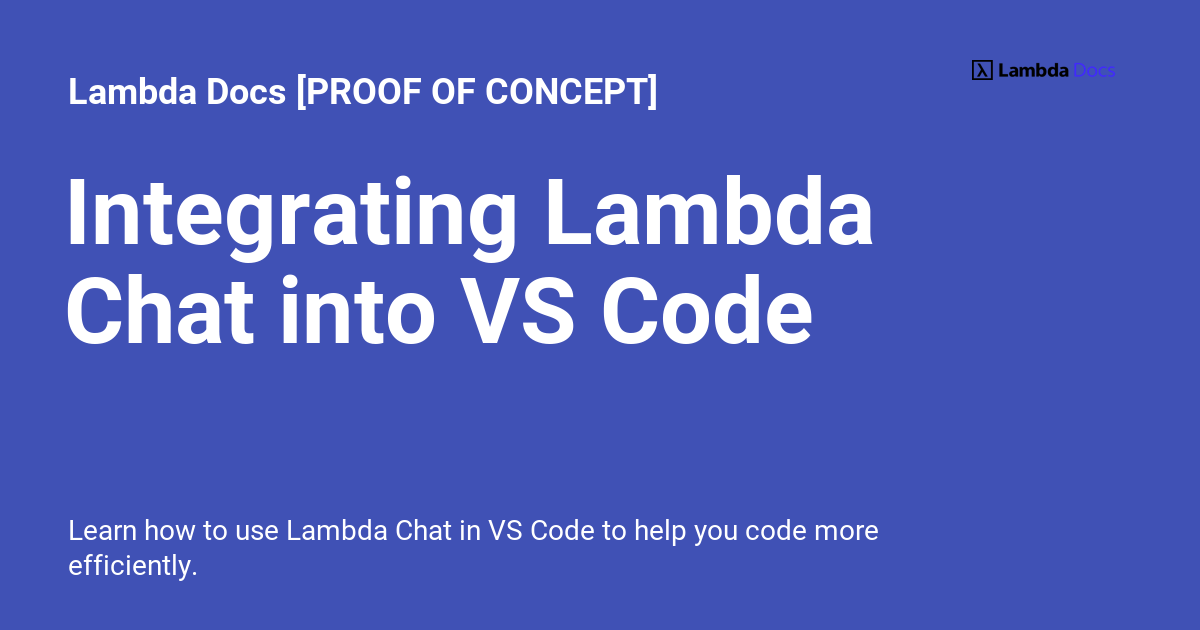 Lambda Docs [PROOF OF CONCEPT]
λ Lambda Docs
Integrating Lambda
Chat into VS Code
Learn how to use Lambda Chat in VS Code to help you code more
efficiently.